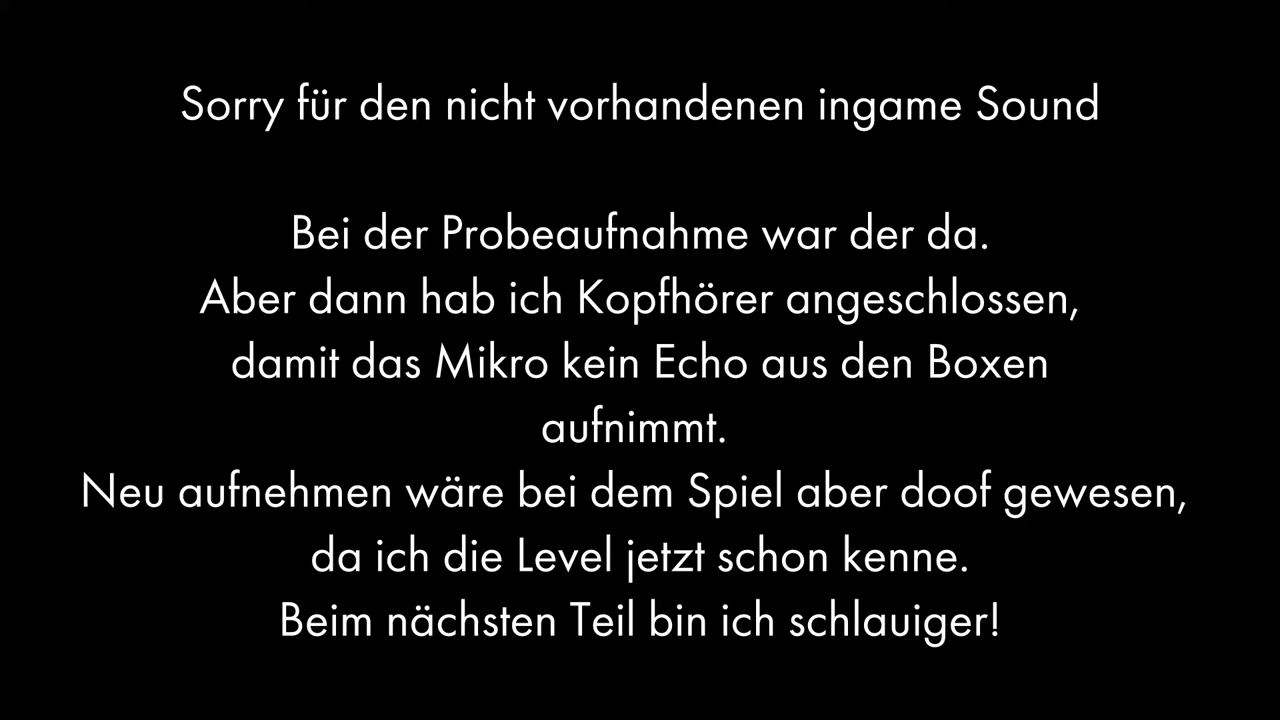 Sorry für den nicht vorhandenen ingame Sound
Bei der Probeaufnahme war der da.
Aber dann hab ich Kopfhörer angeschlossen,
damit das Mikro kein Echo aus den Boxen
aufnimmt.
Neu aufnehmen wäre bei dem Spiel aber doof gewesen,
da ich die Level jetzt schon kenne.
Beim nächsten Teil bin ich schlauiger!